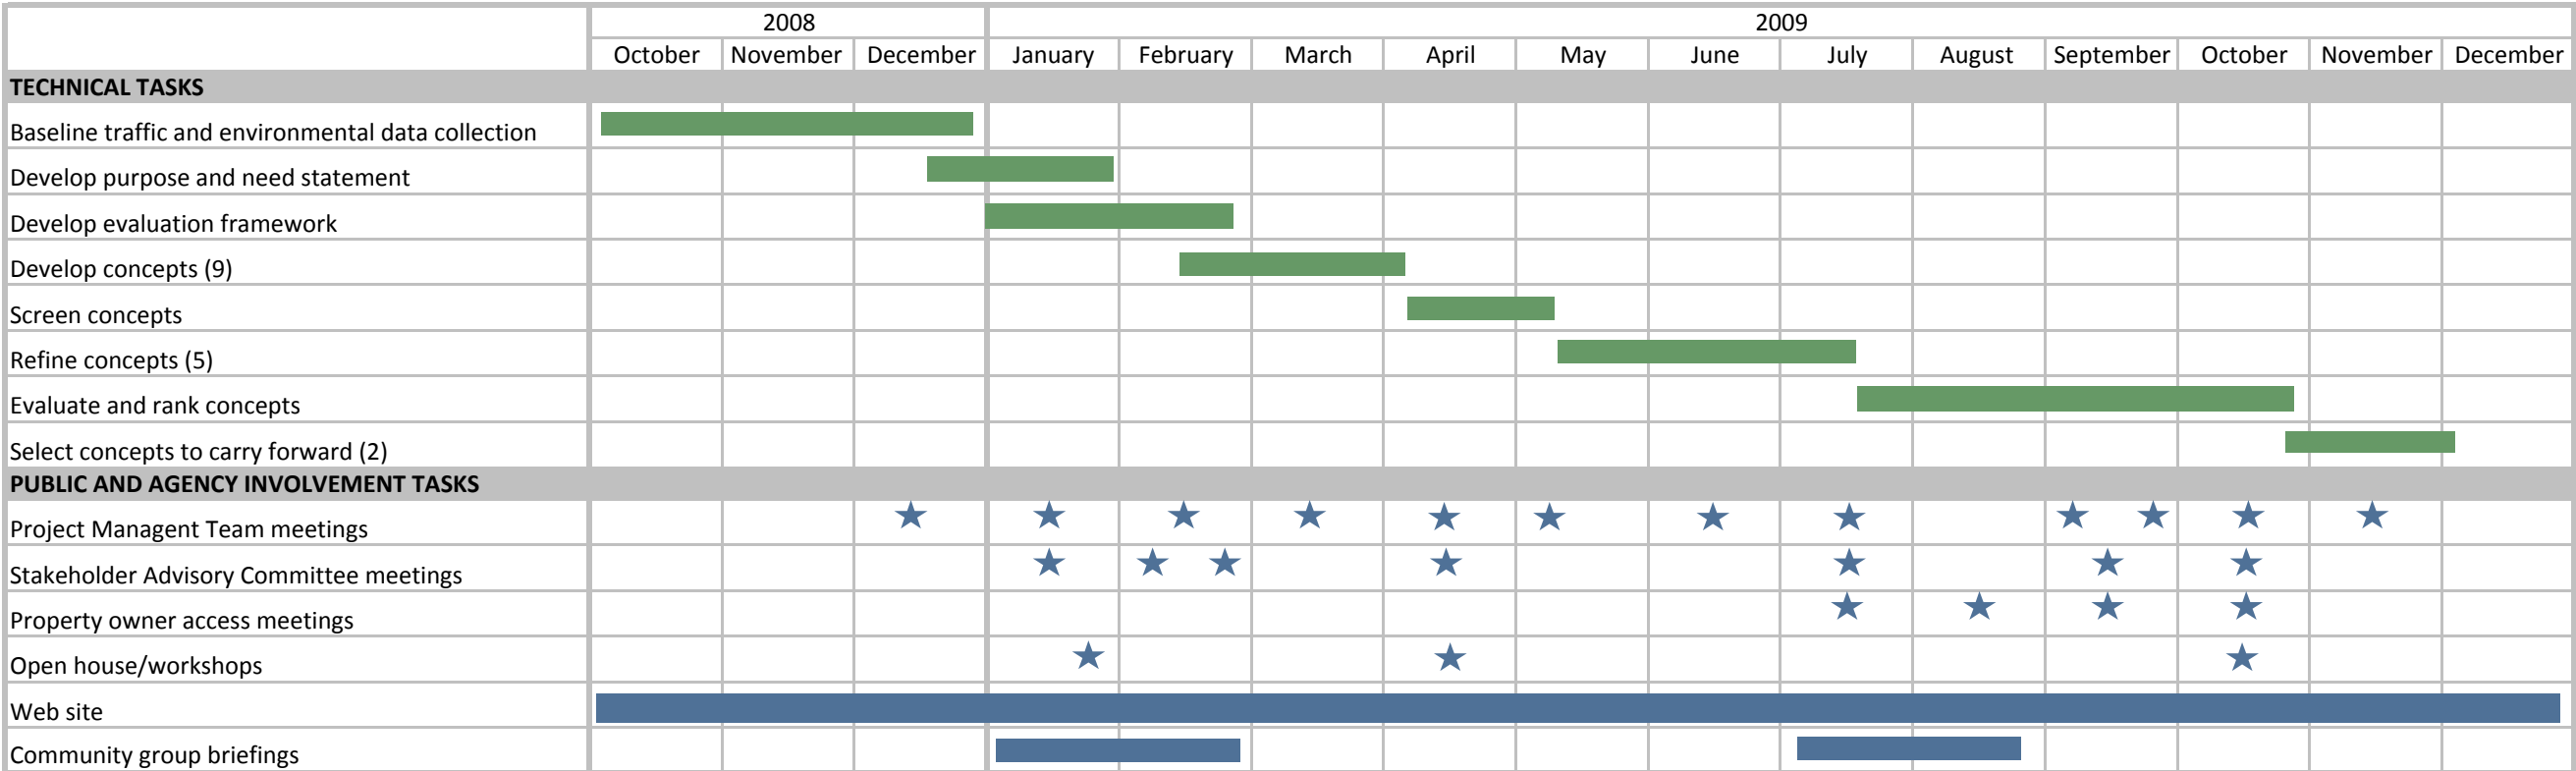 2008 2009
October November December January February March April May June July August September October November December
TECHNICAL TASKS
Baseline traffic and environmental data collection
Develop purpose and need statement
Develop evaluation framework
Develop concepts (9)
Screen concepts
Refine concepts (5)
Evaluate and rank concepts
Select concepts to carry forward (2)
PUBLIC AND AGENCY INVOLVEMENT TASKS
Project Managent Team meetings
Stakeholder Advisory Committee meetings
Property owner access meetings
Open house/workshops
Web site
Community group briefings